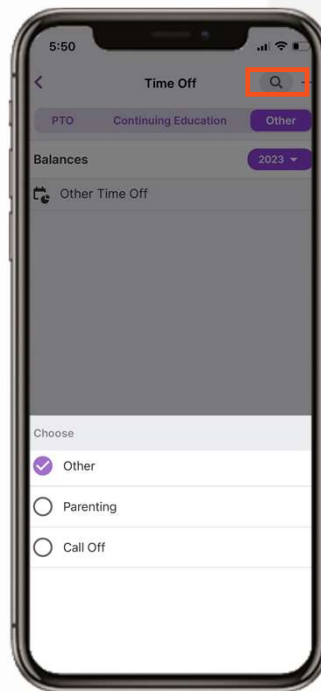 5:50
Time Off
PTO Continuing Education Other
Balances 2023
Other Time Off
Choose
Other
Parenting
Call Off